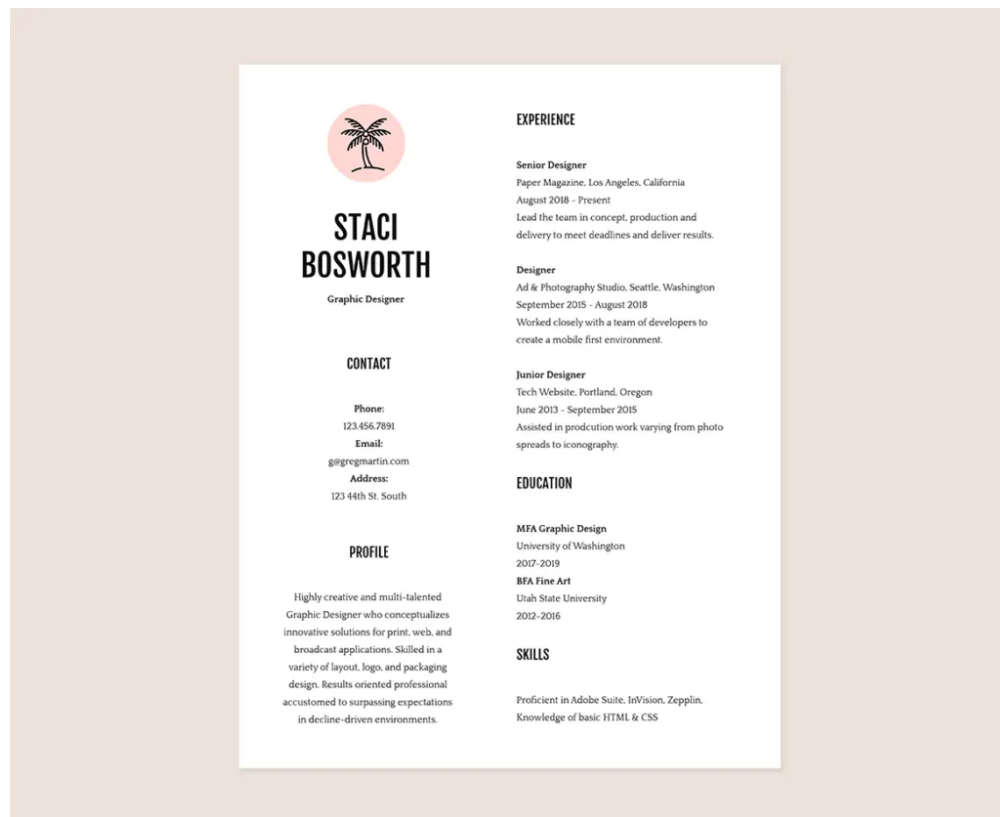 STACI
BOSWORTH
Graphic Designer
CONTACT
Phone:
123.456.7891
Email:
g@gregmartin.com
Address:
123 44th St. South
PROFILE
Highly creative and multi-talented
Graphic Designer who conceptualizes
innovative solutions for print, web, and
broadcast applications. Skilled in a
variety of layout, logo, and packaging
design. Results oriented professional
accustomed to surpassing expectations
in decline-driven environments.
EXPERIENCE
Senior Designer
Paper Magazine, Los Angeles, California
August 2018 - Present
Lead the team in concept, production and
delivery to meet deadlines and deliver results.
Designer
Ad & Photography Studio, Seattle, Washington
September 2015 - August 2018
Worked closely with a team of developers to
create a mobile first environment.
Junior Designer
Tech Website, Portland, Oregon
June 2013 - September 2015
Assisted in prodcution work varying from photo
spreads to iconography.
EDUCATION
MFA Graphic Design
University of Washington
2017-2019
BFA Fine Art
Utah State University
2012-2016
SKILLS
Proficient in Adobe Suite, InVision, Zepplin,
Knowledge of basic HTML & CSS